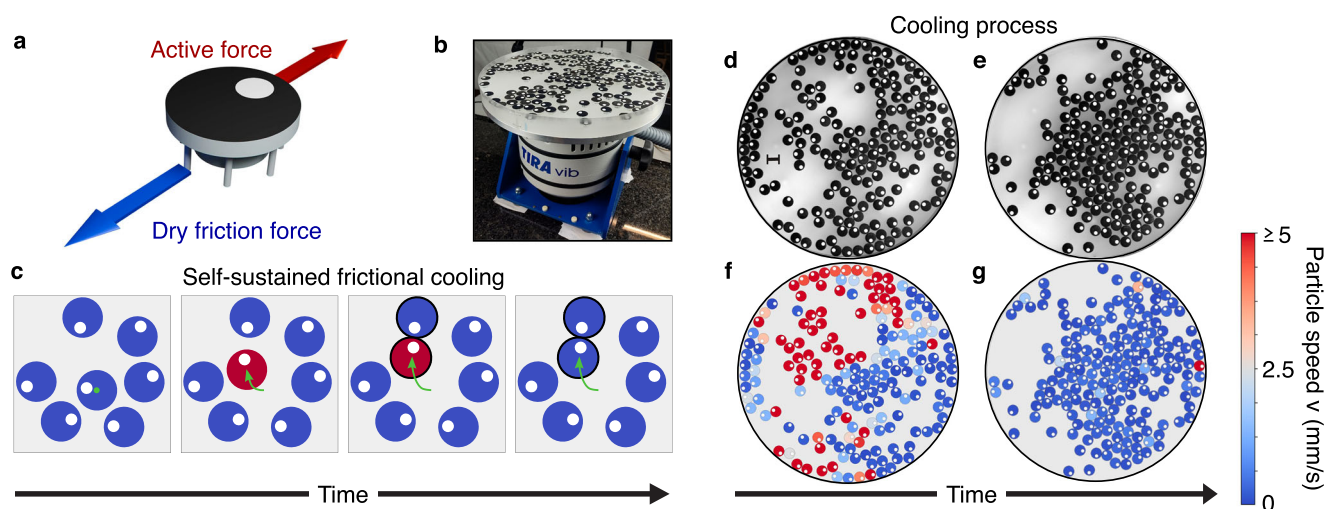 a
Active force
Dry friction force
b
TIRA vib
c
Self-sustained frictional cooling
Time
Cooling process
d
e
f
g
Time
≥ 5
2.5
0
Particle speed v (mm/s)